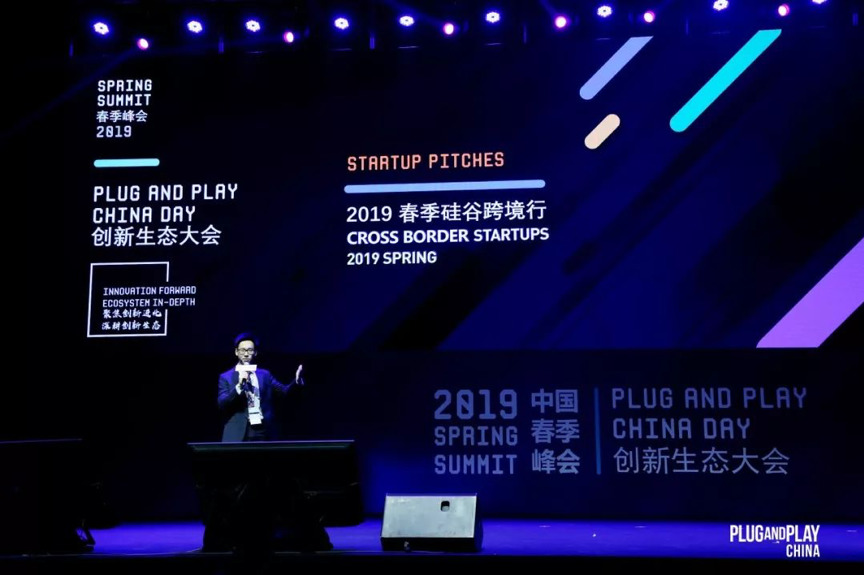 SPRING
SUMMIT
春季峰会
2019
PLUG AND PLAY
CHINA DAY
创新生态大会
INNOVATION FORWARD
ECOSYSTEM IN-DEPTH
聚焦创新进化
深耕创新生态
STARTUP PITCHES
2019 春季硅谷跨境行
CROSS BORDER STARTUPS
2019 SPRING
2019 中国
SPRING 春季
SUMMIT 峰会
PLUG AND PLAY
CHINA DAY
创新生态大会
PLUGANDPLAY
CHINA